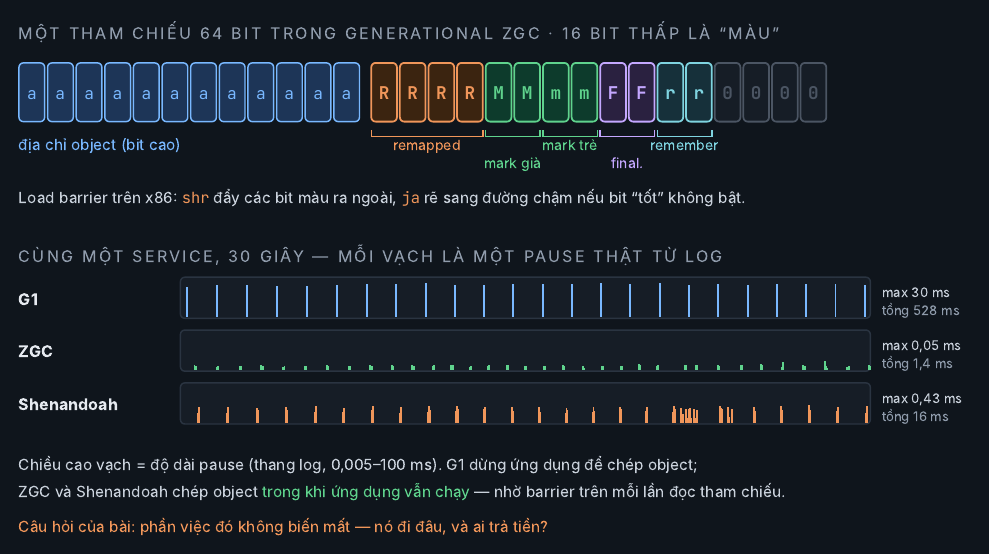 MỘT THAM CHIẾU 64 BIT TRONG GENERATIONAL ZGC · 16 BIT THẤP LÀ “MÀU”
a a a a a a a a a a a a R R R R M M m m F F r r 0 0 0 0
địa chỉ object (bit cao) remapped mark trẻ remember
mark già final.
Load barrier trên x86: shr đẩy các bit màu ra ngoài, ja rẽ sang đường chậm nếu bit “tốt” không bật.
CÙNG MỘT SERVICE, 30 GIÂY — MỖI VẠCH LÀ MỘT PAUSE THẬT TỪ LOG
G1
max 30 ms
tổng 528 ms
ZGC
max 0,05 ms
tổng 1,4 ms
Shenandoah
max 0,43 ms
tổng 16 ms
Chiều cao vạch = độ dài pause (thang log, 0,005–100 ms). G1 dừng ứng dụng để chép object;
ZGC và Shenandoah chép object trong khi ứng dụng vẫn chạy — nhờ barrier trên mỗi lần đọc tham chiếu.
Câu hỏi của bài: phần việc đó không biến mất — nó đi đâu, và ai trả tiền?